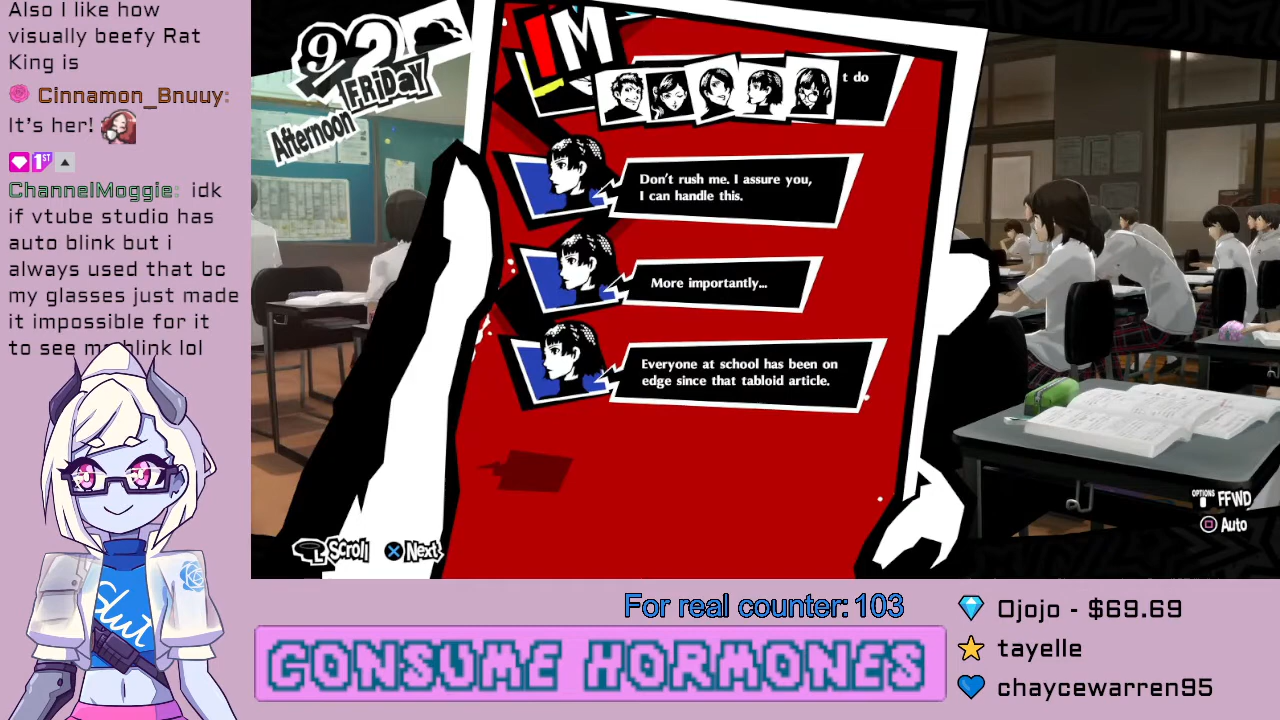 Also I like how
visually beefy Rat
King is
Cinnamon_Bnuuy:
It's her!
1ST
ChannelMoggie: idk
if vtube studio has
auto blink but i
always used that bc
my glasses just made
it impossible for it
to see me blink lol
Slut
9/2
FRiDAY
Afternoon
IM
t do
Don't rush me. I assure you,
I can handle this.
More importantly...
Everyone at school has been on
edge since that tabloid article.
L Scroll
Next
OPTIONS FFWD
Auto
For real counter: 103
CONSUME HORMONES
Ojojo - $69.69
tayelle
chaycewarren95